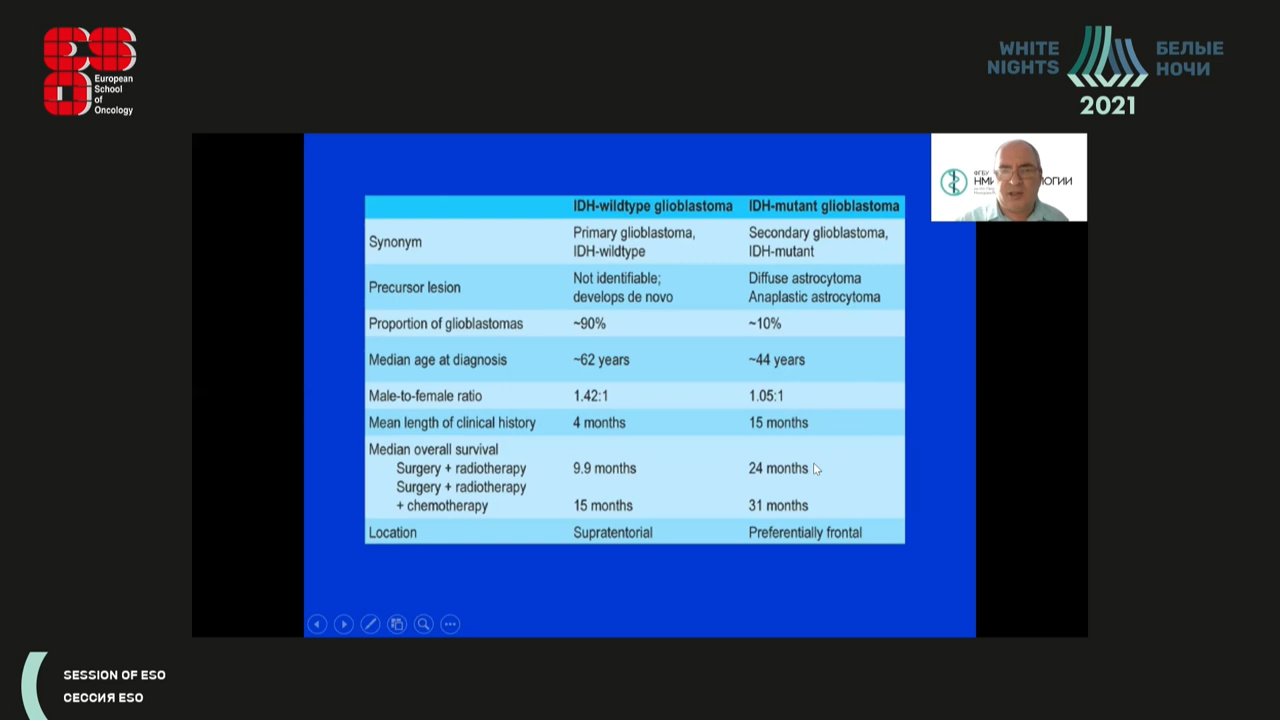 European
School
of
Oncology
WHITE
NIGHTS
БЕЛЫЕ
НОЧИ
2021
ФГБУ
IDH-wildtype glioblastoma IDH-mutant glioblastoma
Synonym Primary glioblastoma, Secondary glioblastoma,
IDH-wildtype IDH-mutant
Precursor lesion Not identifiable; Diffuse astrocytoma
develops de novo Anaplastic astrocytoma
Proportion of glioblastomas ~90% ~10%
Median age at diagnosis ~62 years ~44 years
Male-to-female ratio 1.42:1 1.05:1
Mean length of clinical history 4 months 15 months
Median overall survival
Surgery + radiotherapy 9.9 months 24 months
Surgery + radiotherapy
+ chemotherapy 15 months 31 months
Location Supratentorial Preferentially frontal
SESSION OF ESO
СЕССИЯ ESO